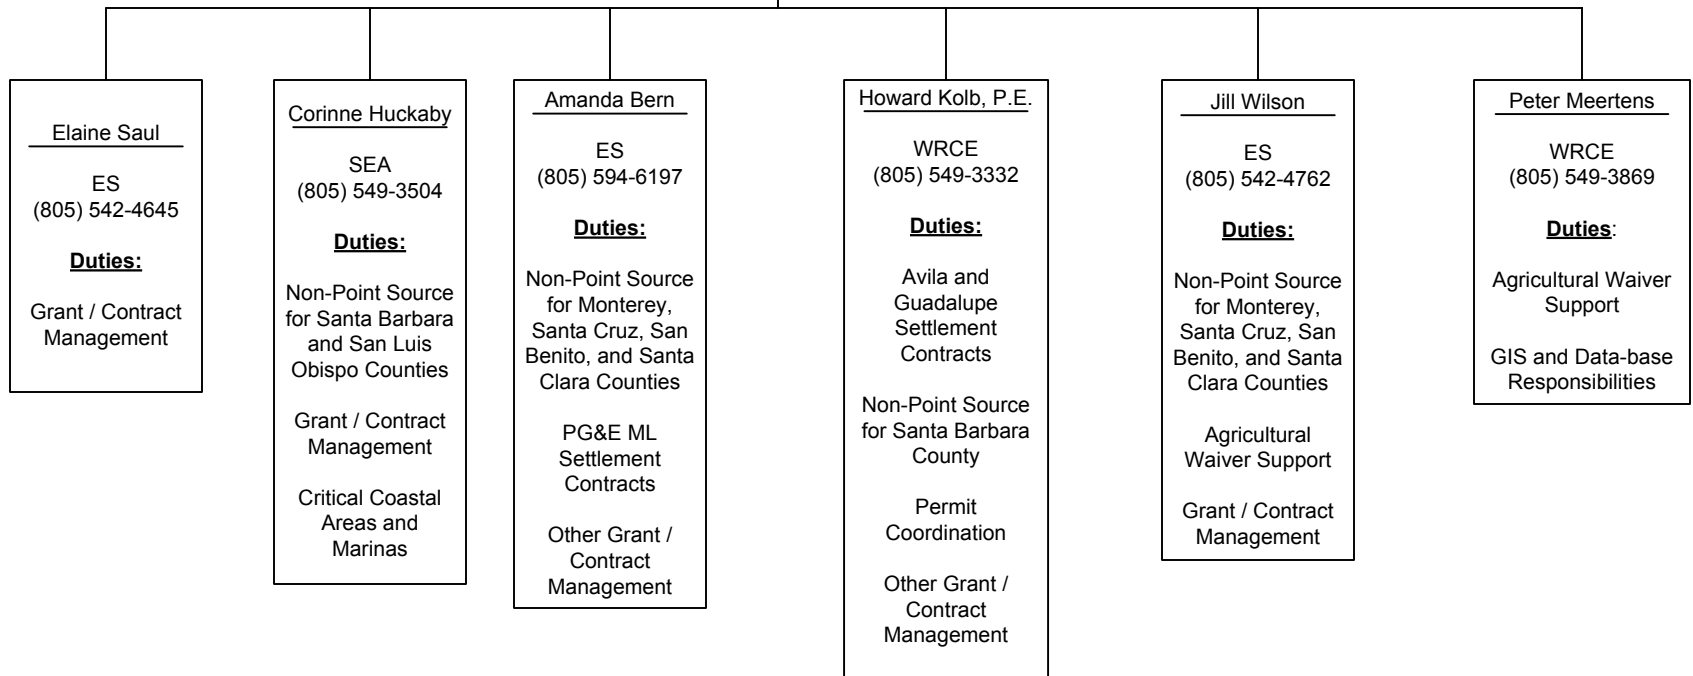 Elaine Saul
ES
(805) 542-4645
Duties:
Grant / Contract
Management
Corinne Huckaby
SEA
(805) 549-3504
Duties:
Non-Point Source
for Santa Barbara
and San Luis
Obispo Counties
Grant / Contract
Management
Critical Coastal
Areas and
Marinas
Amanda Bern
ES
(805) 594-6197
Duties:
Non-Point Source
for Monterey,
Santa Cruz, San
Benito, and Santa
Clara Counties
PG&E ML
Settlement
Contracts
Other Grant /
Contract
Management
Howard Kolb, P.E.
WRCE
(805) 549-3332
Duties:
Avila and
Guadalupe
Settlement
Contracts
Non-Point Source
for Santa Barbara
County
Permit
Coordination
Other Grant /
Contract
Management
Jill Wilson
ES
(805) 542-4762
Duties:
Non-Point Source
for Monterey,
Santa Cruz, San
Benito, and Santa
Clara Counties
Agricultural
Waiver Support
Grant / Contract
Management
Peter Meertens
WRCE
(805) 549-3869
Duties:
Agricultural Waiver
Support
GIS and Data-base
Responsibilities